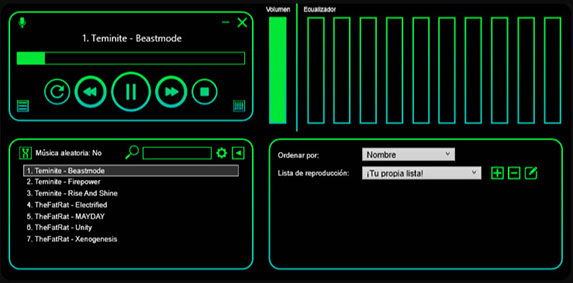 Volumen
Ecualizador
1. Teminite - Beastmode
Música aleatoria: No
1. Teminite - Beastmode
2. Teminite - Firepower
3. Teminite - Rise And Shine
4. TheFatRat - Electrified
5. TheFatRat - MAYDAY
6. TheFatRat - Unity
7. TheFatRat - Xenogenesis
Ordenar por:
Nombre
Lista de reproducción:
¡Tu propia lista!